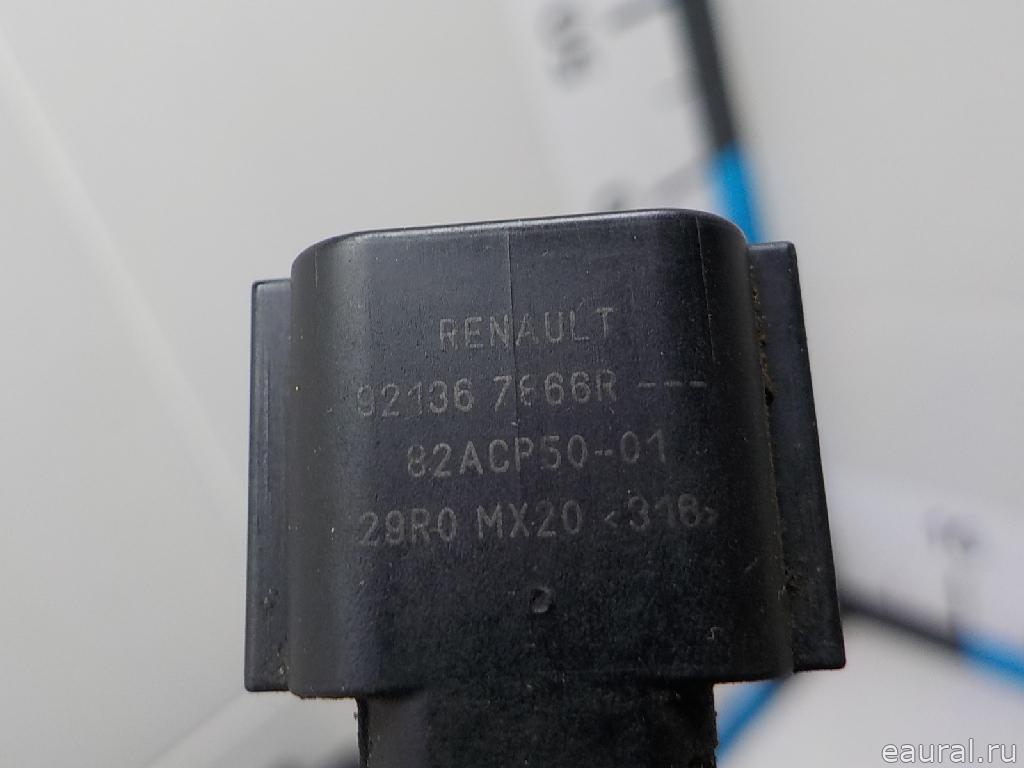 RENAULT
92136 7866R ---
82ACP50-01
29R0 MX20 <318>
eaural.ru